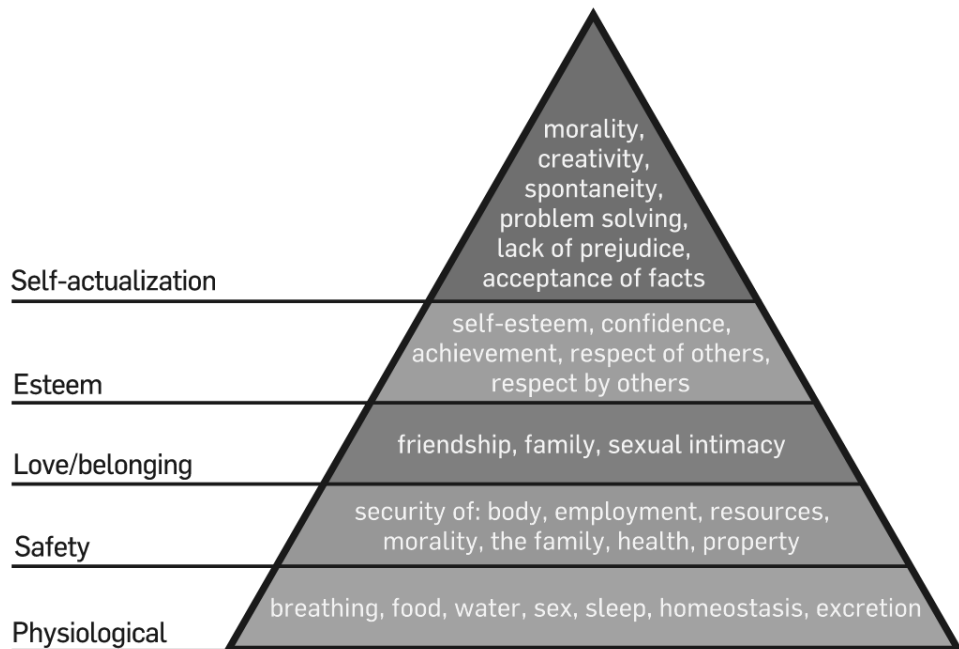 morality,
creativity,
spontaneity,
problem solving,
lack of prejudice,
acceptance of facts
Self-actualization
self-esteem, confidence,
achievement, respect of others,
respect by others
Esteem
friendship, family, sexual intimacy
Love/belonging
security of: body, employment, resources,
morality, the family, health, property
Safety
breathing, food, water, sex, sleep, homeostasis, excretion
Physiological